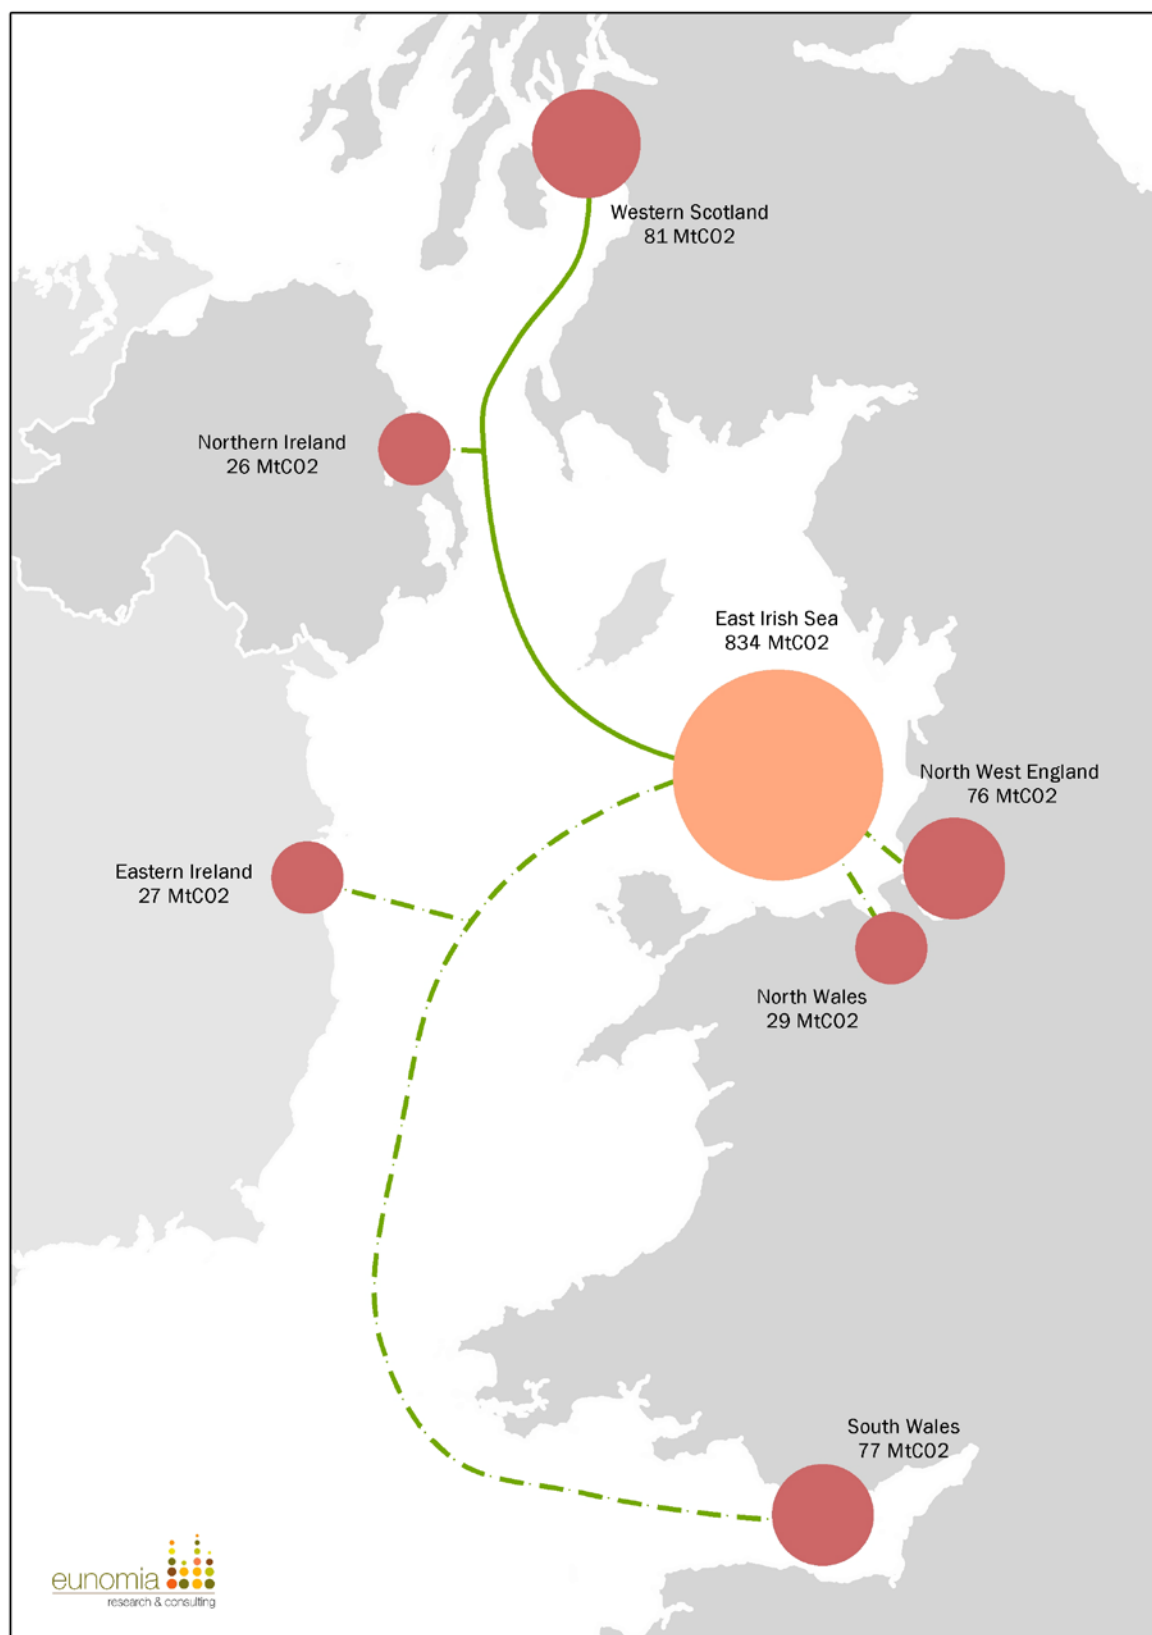 Western Scotland
81 MtCO2
Northern Ireland
26 MtCO2
East Irish Sea
834 MtCO2
North West England
76 MtCO2
Eastern Ireland
27 MtCO2
North Wales
29 MtCO2
South Wales
77 MtCO2
eunomia
research & consulting